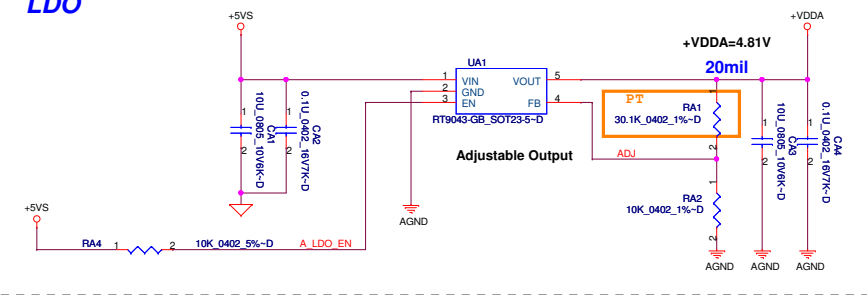 LDO
+5VS
+VDDA
+VDDA=4.81V
20mil
UA1
1 VIN VOUT 5
2 GND
3 EN FB 4
RT9043-GB_SOT23-5~D
PT
1
RA1
30.1K_0402_1%~D
2
ADJ
Adjustable Output
1
CA1
10U_0805_10V6K~D
2
1
CA2
0.1U_0402_16V7K~D
2
1
CA3
10U_0805_10V6K~D
2
1
CA4
0.1U_0402_16V7K~D
2
1
RA2
10K_0402_1%~D
2
AGND
+5VS
RA4 1 2 10K_0402_5%~D A_LDO_EN
AGND AGND AGND